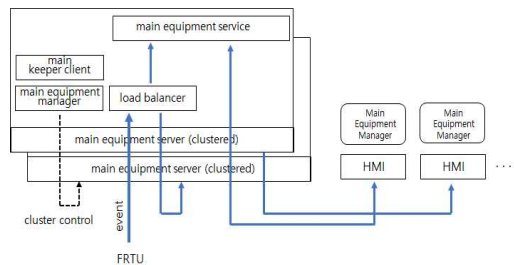 main equipment service
main
keeper client
main equipment
marlager
load balancer
main equipment server (clustered)
main equipment server (clustered)
cluster control
event
FRTU
Main
Equipment
Manager
Main
Equipment
Manager
HMI
HMI
...